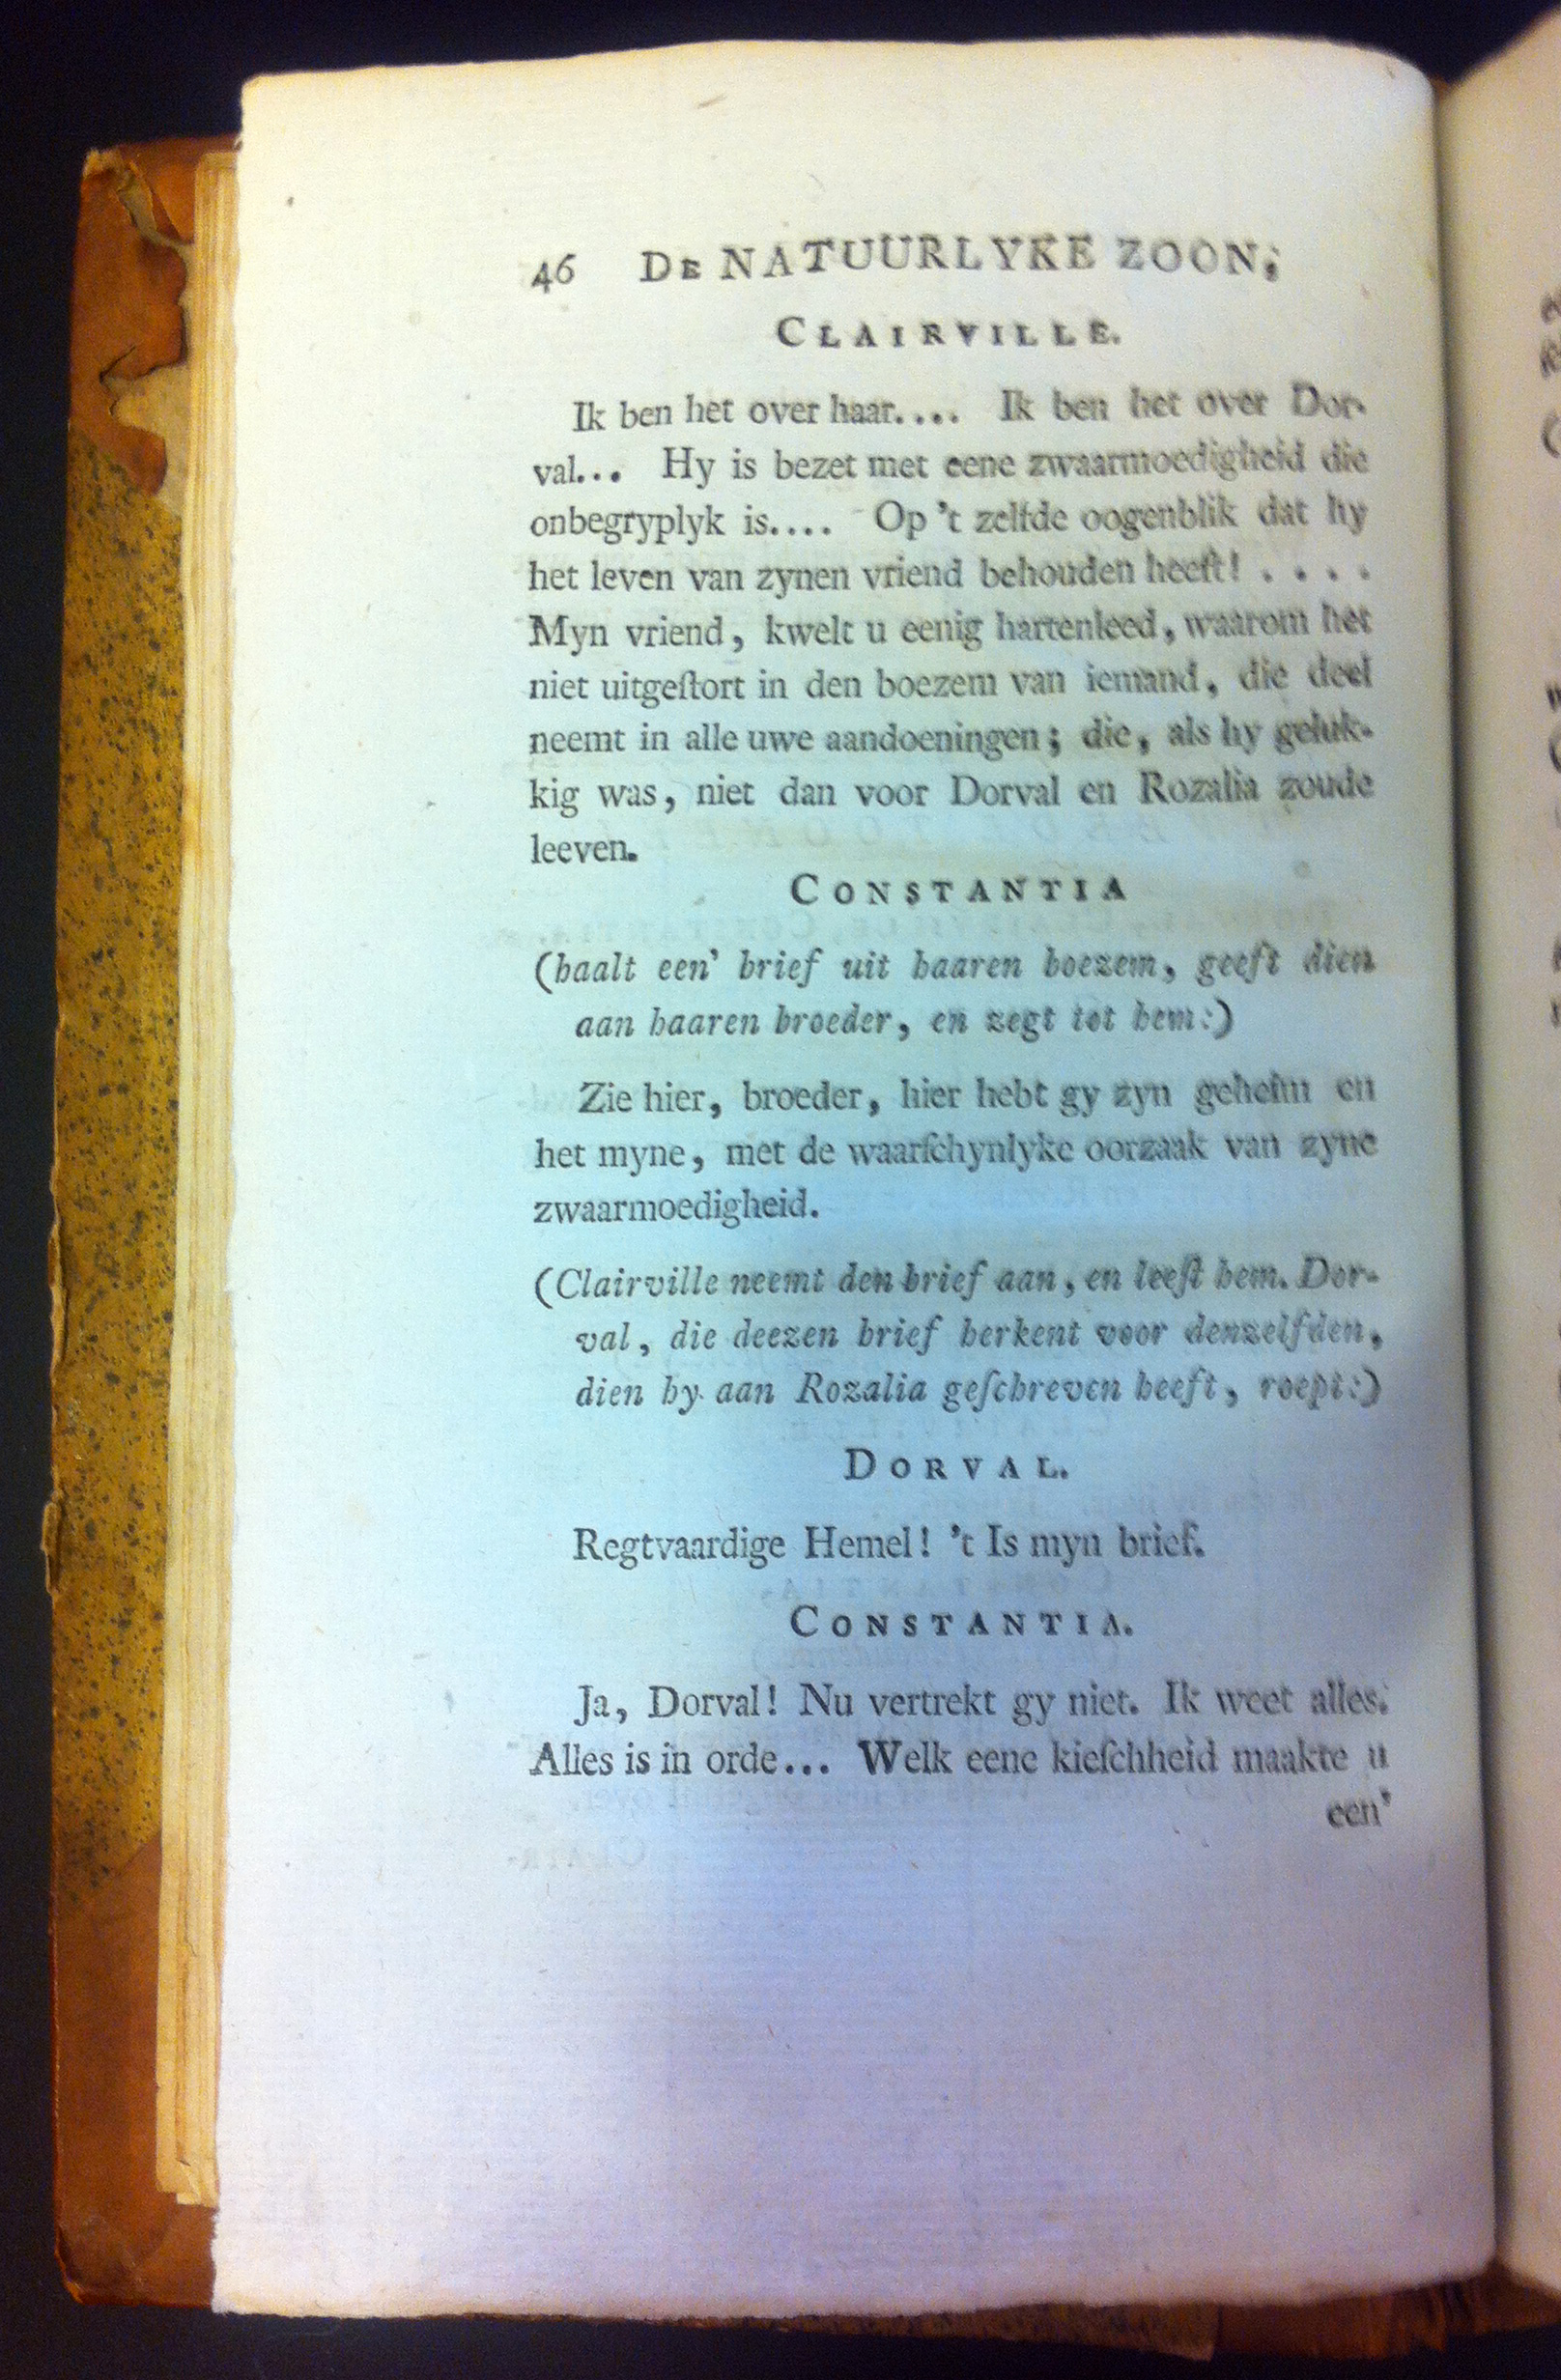 46 DE NATUURLYKE ZOON;
CLAIRVILLE.
Ik ben het over haar.... Ik ben het over Dor-
val... Hy is bezet met eene zwaarmoedigheid die
onbegryplyk is.... Op 't zelfde oogenblik dat hy
het leven van zynen vriend behouden heeft! . . . .
Myn vriend, kwelt u eenig hartenleed, waarom het
niet uitgeſtort in den boezem van iemand, die deel
neemt in alle uwe aandoeningen; die, als hy geluk-
kig was, niet dan voor Dorval en Rozalia zoude
leeven.
CONSTANTIA
(haalt een' brief uit haaren boezem, geeft dien
aan haaren broeder, en zegt tot hem:)
Zie hier, broeder, hier hebt gy zyn geheim en
het myne, met de waarſchynlyke oorzaak van zyne
zwaarmoedigheid.
(Clairville neemt den brief aan, en leeſt hem. Dor-
val, die deezen brief herkent voor denzelfden,
dien hy aan Rozalia geſchreven heeft, roept:)
DORVAL.
Regtvaardige Hemel! 't Is myn brief.
CONSTANTIA.
Ja, Dorval! Nu vertrekt gy niet. Ik weet alles.
Alles is in orde... Welk eene kieſchheid maakte u
een'